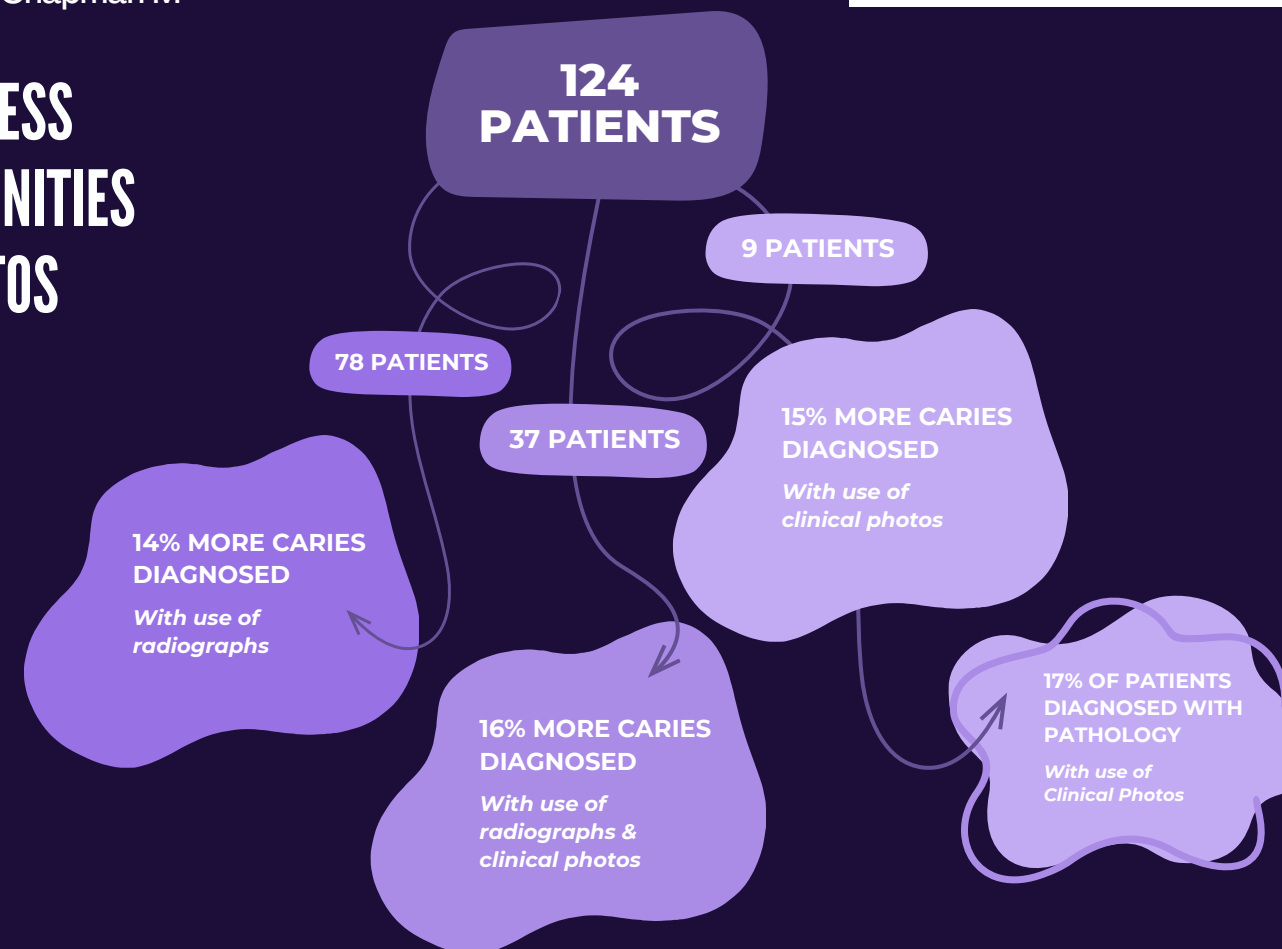 ESS
NITIES
TOS
124
PATIENTS
9 PATIENTS
78 PATIENTS
37 PATIENTS
15% MORE CARIES
DIAGNOSED
With use of
clinical photos
14% MORE CARIES
DIAGNOSED
With use of
radiographs
16% MORE CARIES
DIAGNOSED
With use of
radiographs &
clinical photos
17% OF PATIENTS
DIAGNOSED WITH
PATHOLOGY
With use of
Clinical Photos